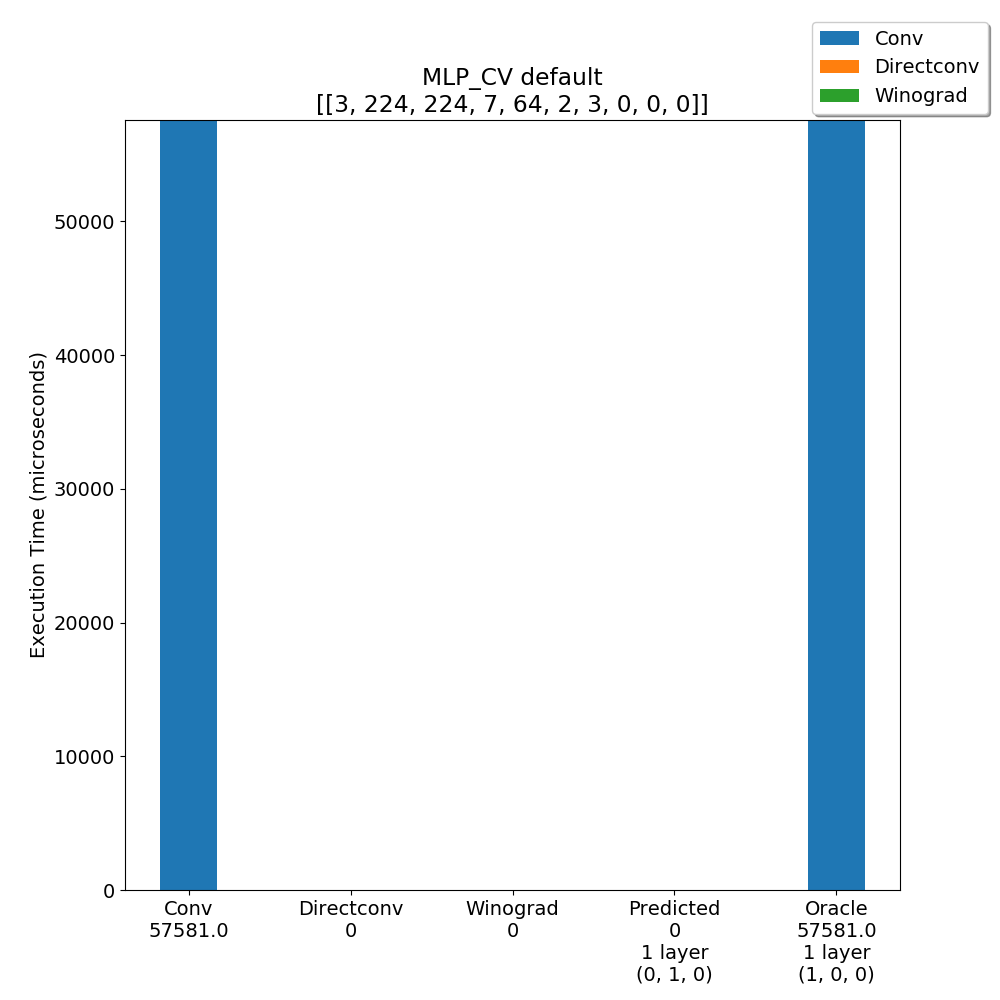 Conv
Directconv
Winograd
MLP_CV default
[[3, 224, 224, 7, 64, 2, 3, 0, 0, 0]]
Execution Time (microseconds)
50000
40000
30000
20000
10000
0
Conv
57581.0
Directconv
0
Winograd
0
Predicted
0
1 layer
(0, 1, 0)
Oracle
57581.0
1 layer
(1, 0, 0)